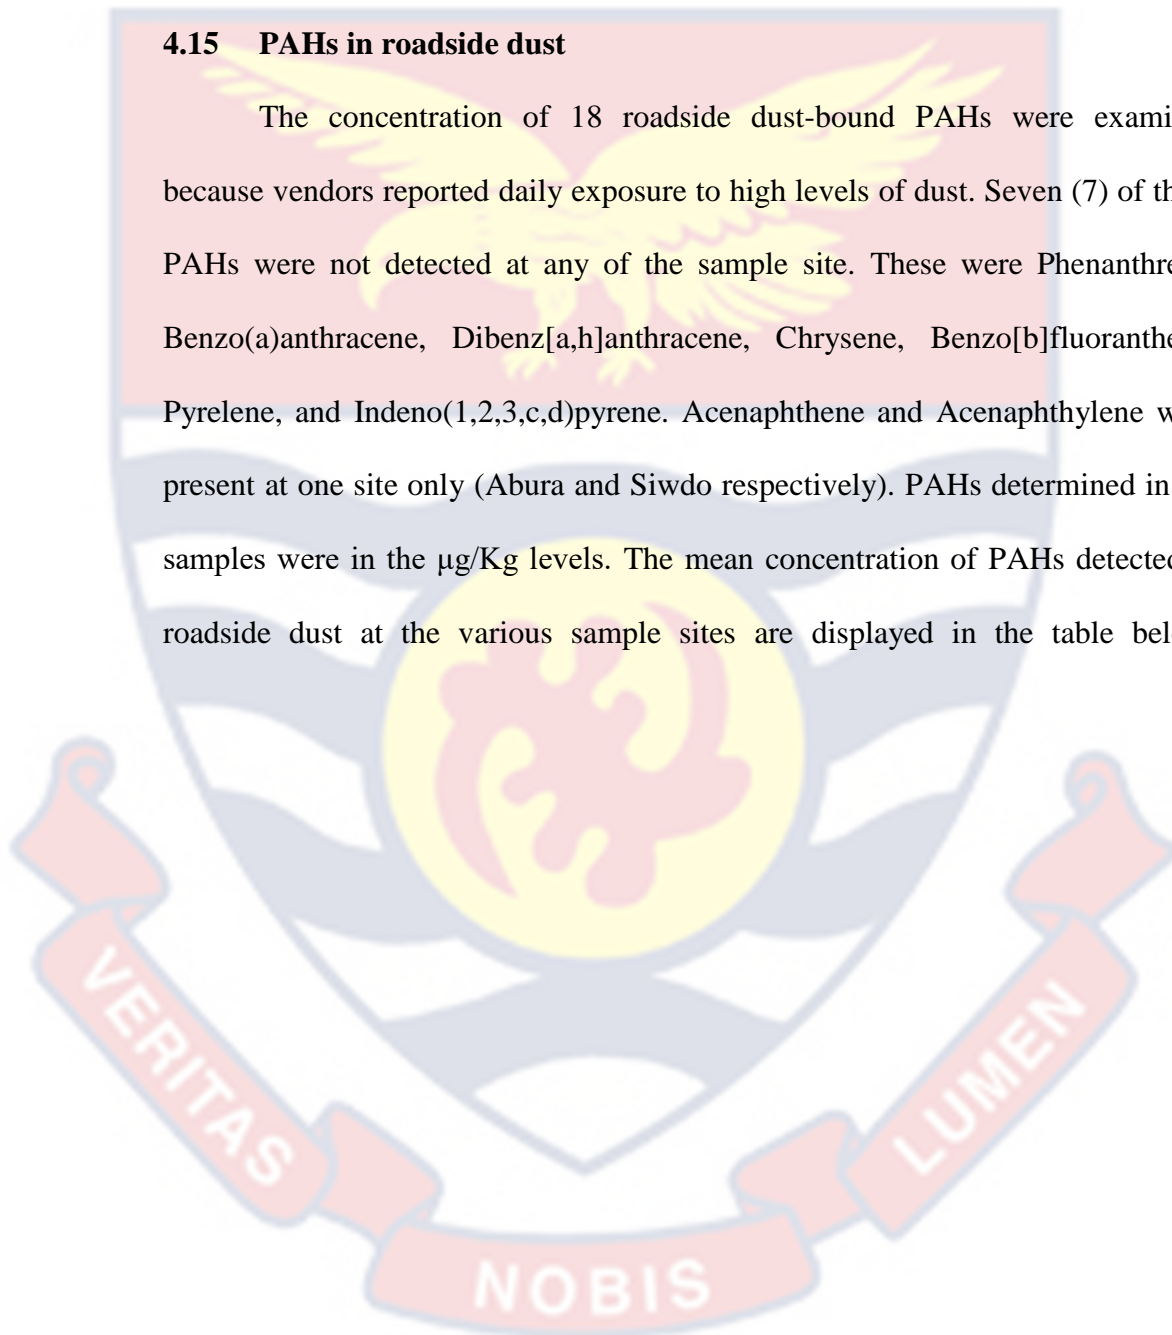 4.15 PAHs in roadside dust
The concentration of 18 roadside dust-bound PAHs were exami
because vendors reported daily exposure to high levels of dust. Seven (7) of th
PAHs were not detected at any of the sample site. These were Phenanthre
Benzo(a)anthracene, Dibenz[a,h]anthracene, Chrysene, Benzo[b]fluoranthe
Pyrelene, and Indeno(1,2,3,c,d)pyrene. Acenaphthene and Acenaphthylene w
present at one site only (Abura and Siwdo respectively). PAHs determined in
samples were in the μg/Kg levels. The mean concentration of PAHs detected
roadside dust at the various sample sites are displayed in the table bel
VERITAS
NOBIS
LUMEN